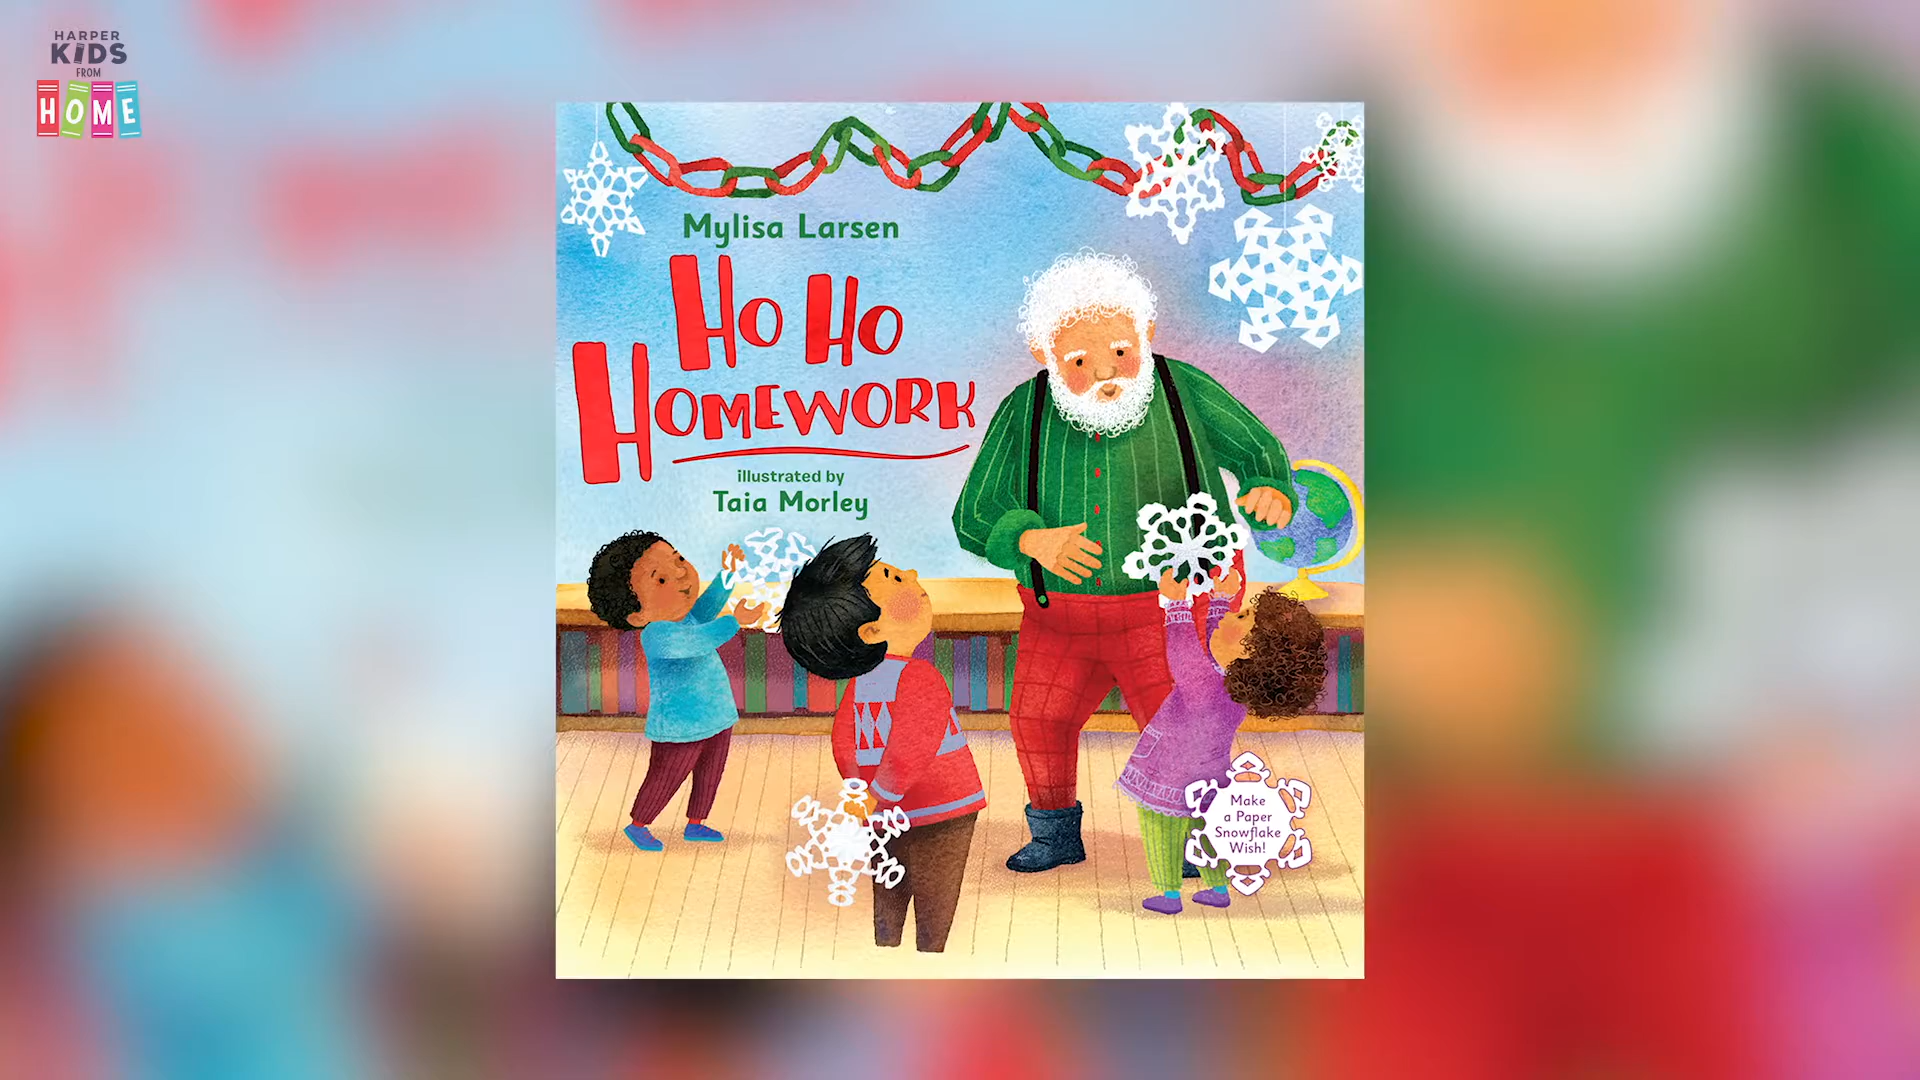 HARPER
KIDS
FROM
HOME
Mylisa Larsen
Ho Ho
Homework
illustrated by
Taia Morley
Make
a Paper
Snowflake
Wish!